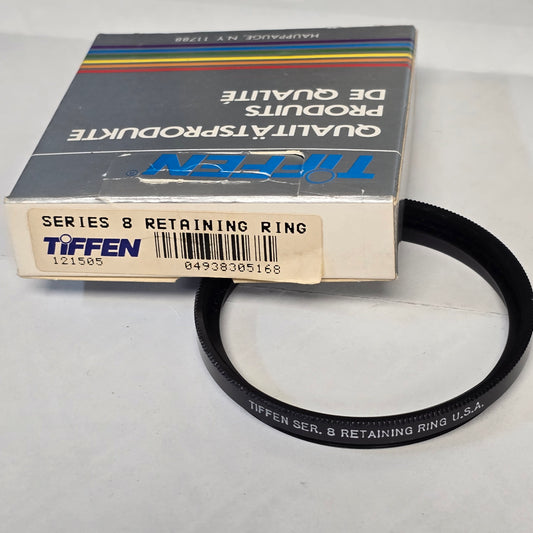 HAUPPAUGE, N.Y. 11788
DE QUALITÉ
PRODUITS
QUALITÄTSPRODUKTE
TIFFEN®
SERIES 8 RETAINING RING
TIFFEN
121505
04938305168
TIFFEN SER. 8 RETAINING RING U.S.A.